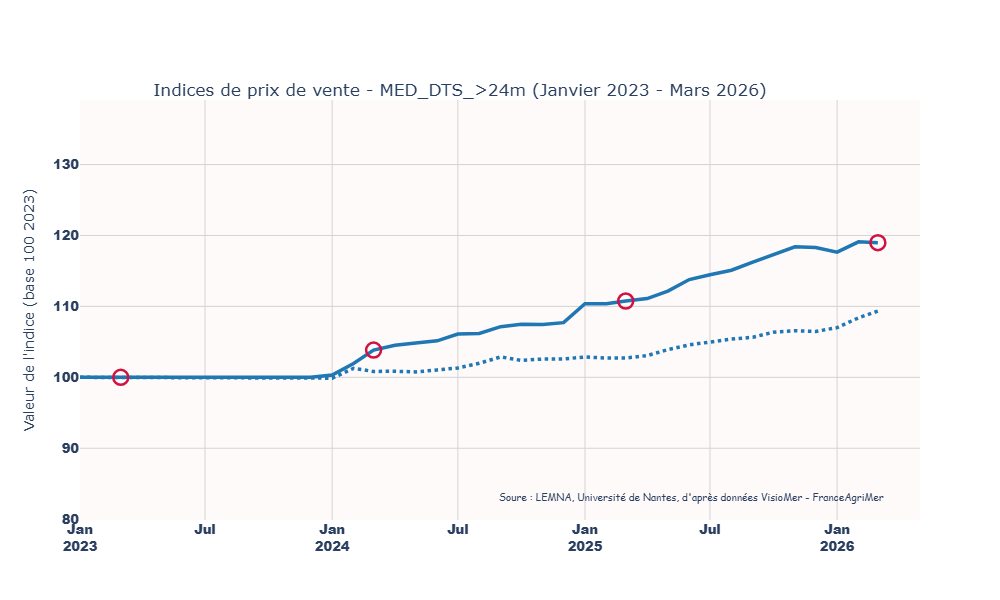 Indices de prix de vente - MED_DTS_>24m (Janvier 2023 - Mars 2026)
Valeur de l'indice (base 100 2023)
130
120
110
100
90
80
Soure : LEMNA, Université de Nantes, d'après données VisioMer - FranceAgriMer
Jan
2023
Jul
Jan
2024
Jul
Jan
2025
Jul
Jan
2026